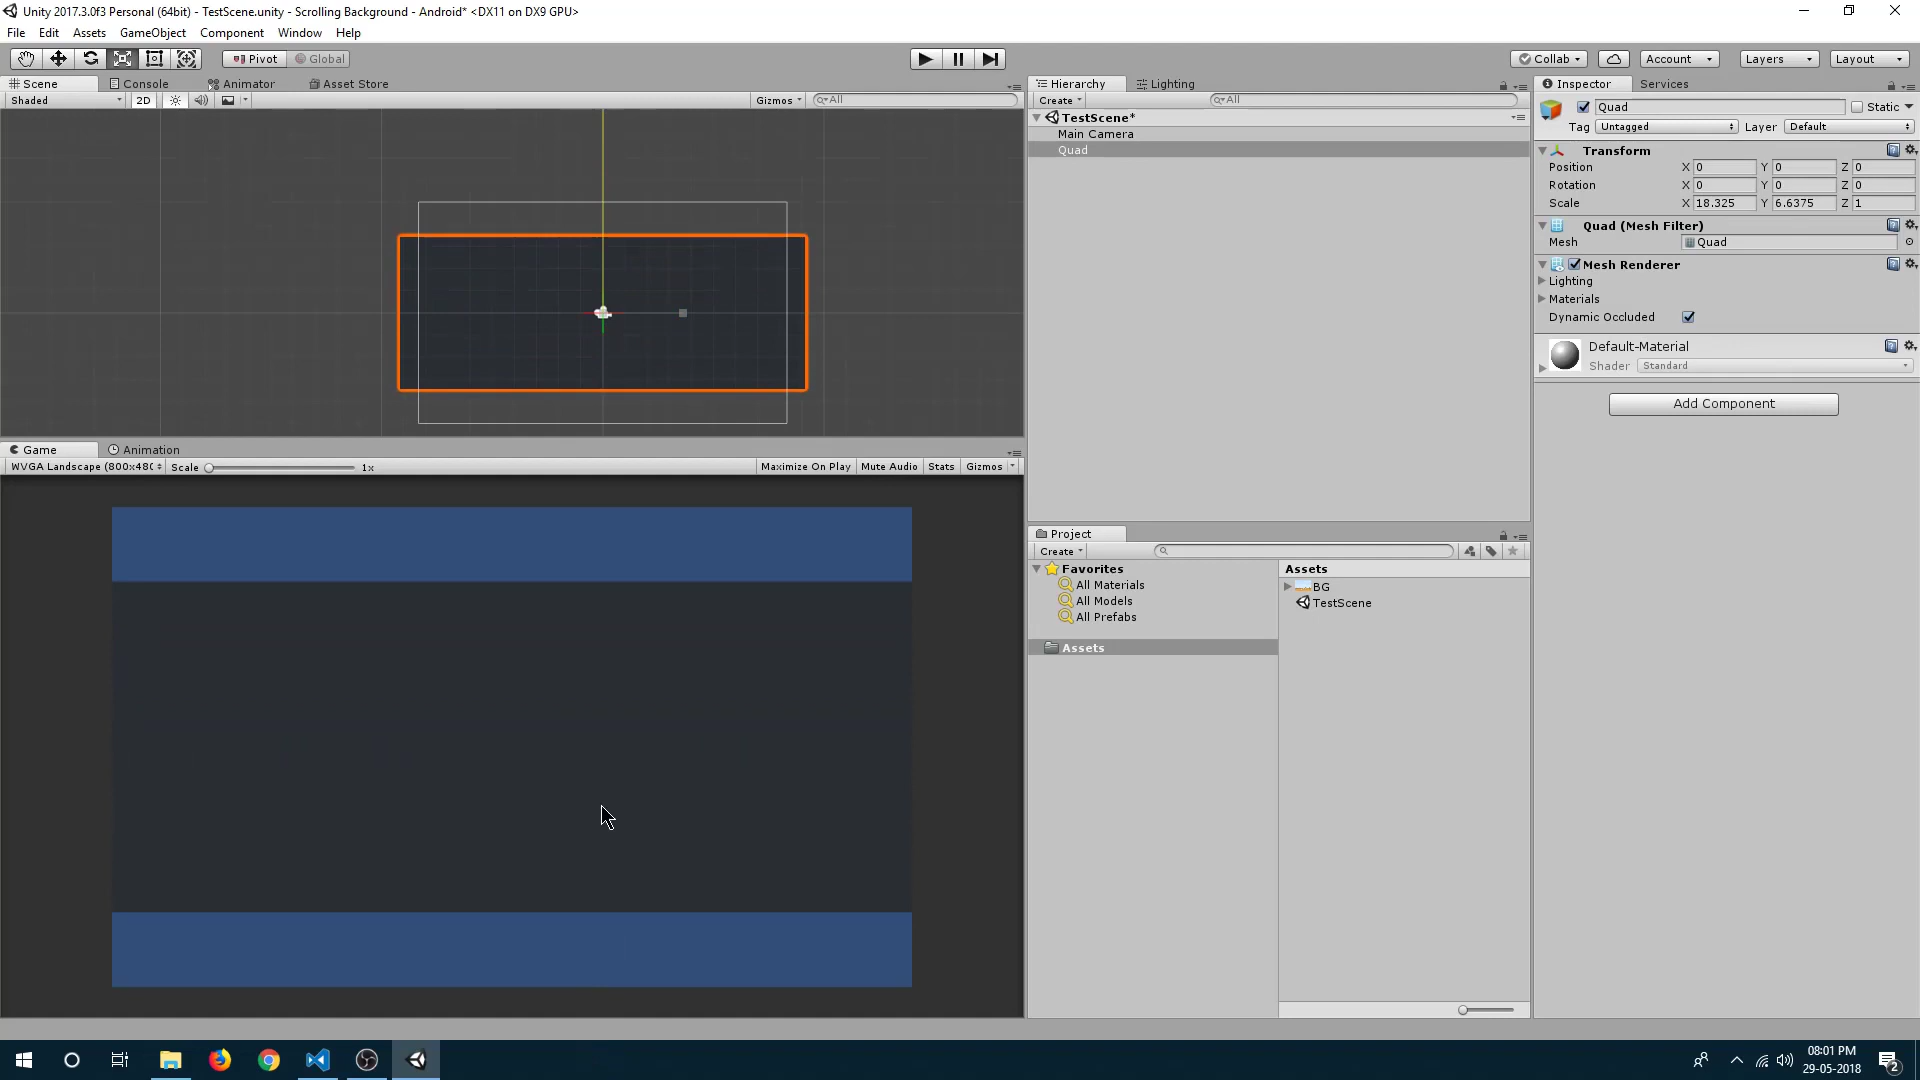 Unity 2017.3.0f3 Personal (64bit) - TestScene.unity - Scrolling Background - Android* <DX11 on DX9 GPU>
File Edit Assets GameObject Component Window Help
Pivot Global
Collab Account Layers Layout
Scene Console Animator Asset Store
Shaded 2D Gizmos All
Hierarchy Lighting
Create All
TestScene*
Main Camera
Quad
Inspector Services
Quad Static
Tag Untagged Layer Default
Transform
Position X 0 Y 0 Z 0
Rotation X 0 Y 0 Z 0
Scale X 18.325 Y 6.6375 Z 1
Quad (Mesh Filter)
Mesh Quad
Mesh Renderer
Lighting
Materials
Dynamic Occluded
Default-Material
Shader Standard
Add Component
Game Animation
WVGA Landscape (800x480 Scale 1x Maximize On Play Mute Audio Stats Gizmos
Project
Create
Favorites
All Materials
All Models
All Prefabs
Assets
Assets
BG
TestScene
08:01 PM
29-05-2018
2